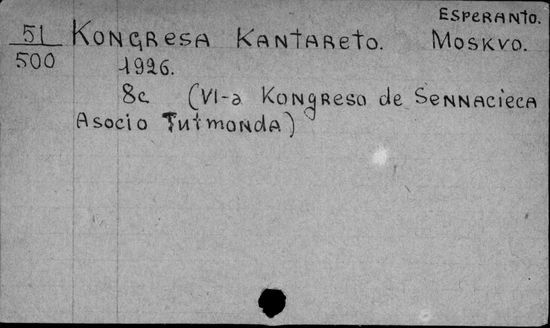 ESPERANTO.
51 KONGRESA KANTARETO. MOSKVO.
500 1926.
8c (VI-a KONGRESO de SENNACIECA
ASOCIO TUTMONDA)